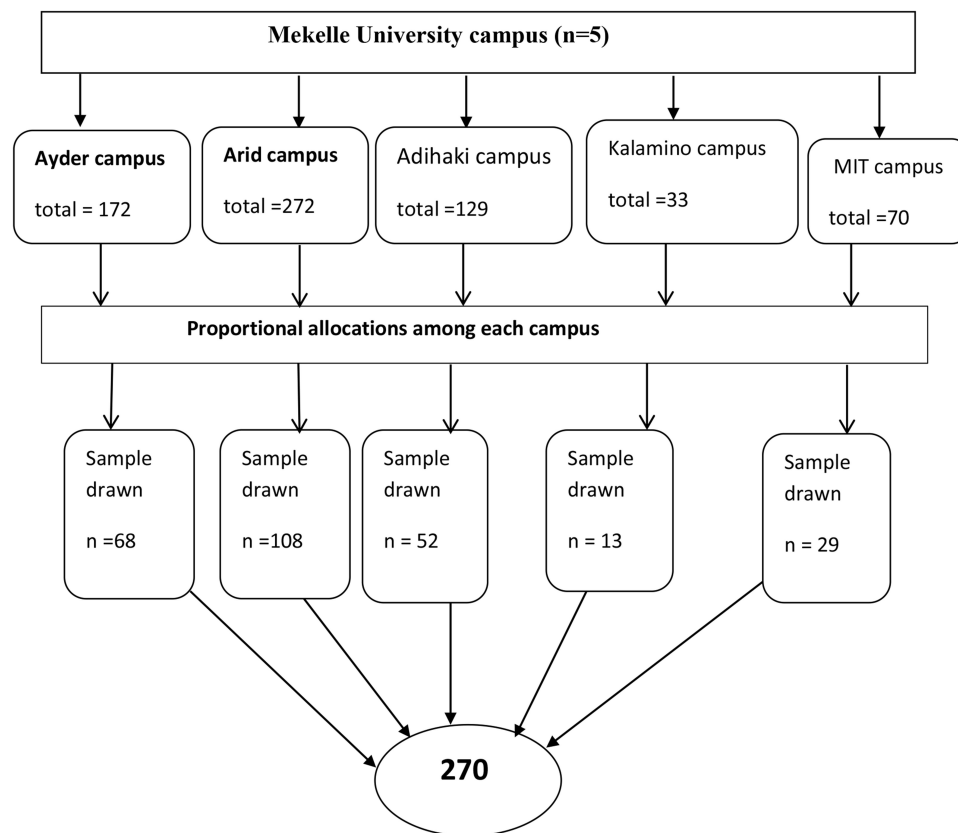 Mekelle University campus (n=5)
Ayder campus
total = 172
Arid campus
total =272
Adihaki campus
total =129
Kalamino campus
total =33
MIT campus
total =70
Proportional allocations among each campus
Sample
drawn
n =68
Sample
drawn
n =108
Sample
drawn
n = 52
Sample
drawn
n = 13
Sample
drawn
n = 29
270